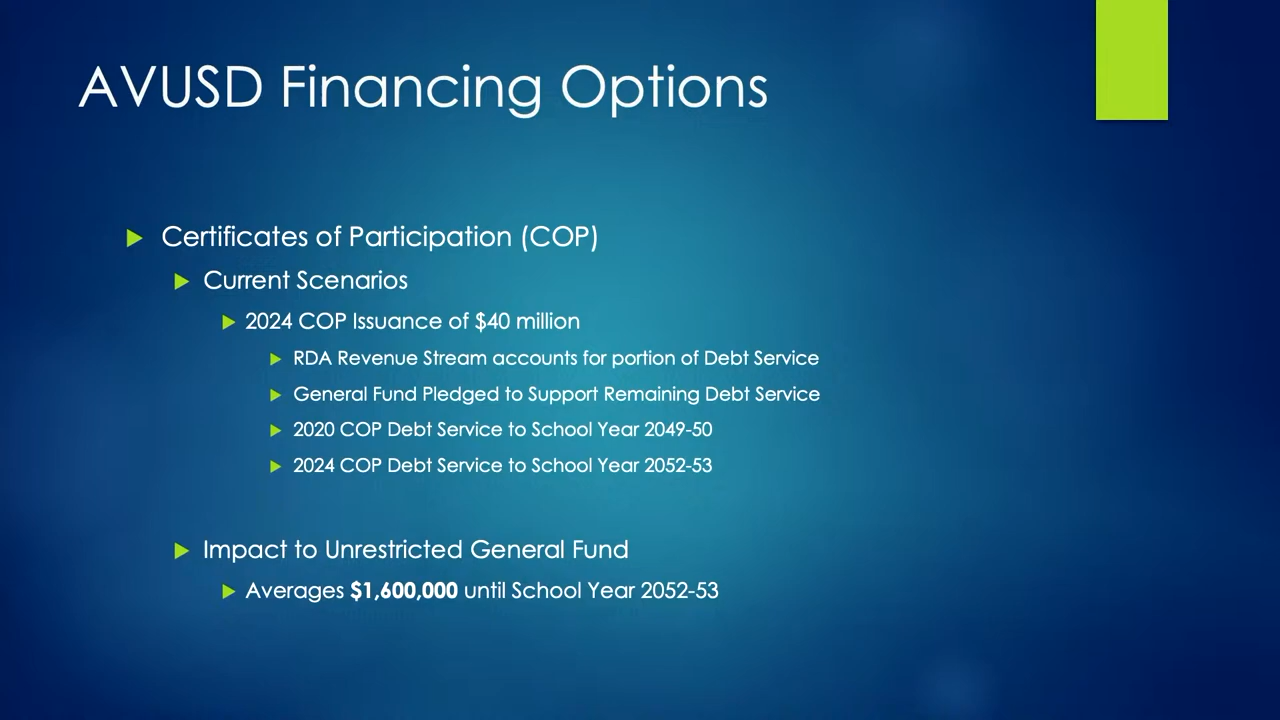 AVUSD Financing Options
Certificates of Participation (COP)
Current Scenarios
2024 COP Issuance of $40 million
RDA Revenue Stream accounts for portion of Debt Service
General Fund Pledged to Support Remaining Debt Service
2020 COP Debt Service to School Year 2049-50
2024 COP Debt Service to School Year 2052-53
Impact to Unrestricted General Fund
Averages $1,600,000 until School Year 2052-53